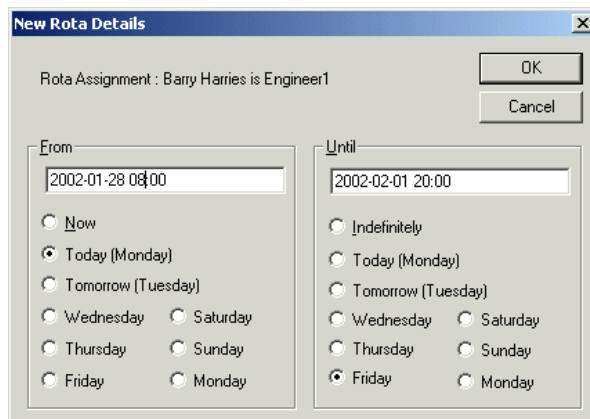 New Rota Details
Rota Assignment : Barry Harries is Engineer1
OK
Cancel
From
2002-01-28 08:00
Now
Today (Monday)
Tomorrow (Tuesday)
Wednesday
Saturday
Thursday
Sunday
Friday
Monday
Until
2002-02-01 20:00
Indefinitely
Today (Monday)
Tomorrow (Tuesday)
Wednesday
Saturday
Thursday
Sunday
Friday
Monday